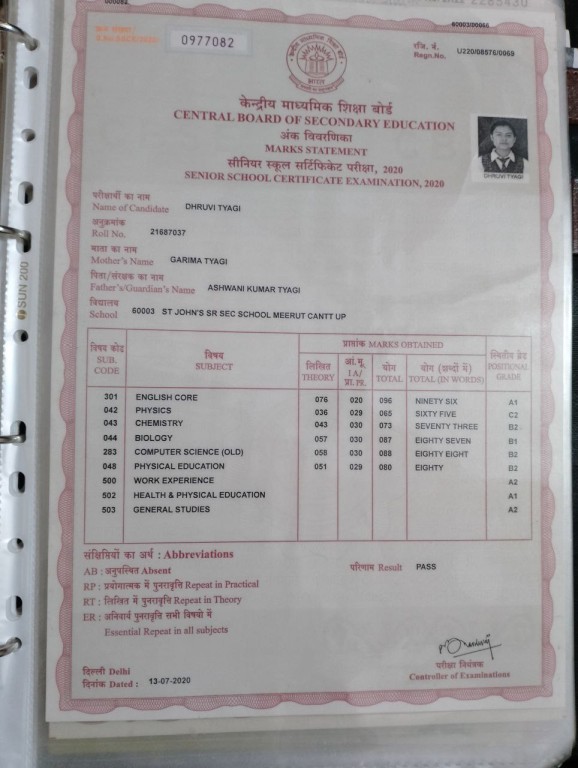 000082
60003/00065
0977082
रजि. नं.
Regn.No. U220/08576/0069
भारत
केन्द्रीय माध्यमिक शिक्षा बोर्ड
CENTRAL BOARD OF SECONDARY EDUCATION
अंक विवरणिका
MARKS STATEMENT
सीनियर स्कूल सर्टिफिकेट परीक्षा, 2020
SENIOR SCHOOL CERTIFICATE EXAMINATION, 2020
DHRUVI TYAGI
परीक्षार्थी का नाम
Name of Candidate DHRUVI TYAGI
अनुक्रमांक
Roll No. 21687037
माता का नाम
Mother's Name GARIMA TYAGI
पिता/संरक्षक का नाम
Father's/Guardian's Name ASHWANI KUMAR TYAGI
विद्यालय
School 60003 ST JOHN'S SR SEC SCHOOL MEERUT CANTT UP
SUN 200
विषय कोड विषय प्राप्तांक MARKS OBTAINED स्थितीय ग्रेड
SUB. CODE SUBJECT लिखित THEORY आं.मू. IA/ प्रा. PR. योग TOTAL योग (शब्दों में) TOTAL (IN WORDS) POSITIONAL GRADE
301 ENGLISH CORE 076 020 096 NINETY SIX A1
042 PHYSICS 036 029 065 SIXTY FIVE C2
043 CHEMISTRY 043 030 073 SEVENTY THREE B2
044 BIOLOGY 057 030 087 EIGHTY SEVEN B1
283 COMPUTER SCIENCE (OLD) 058 030 088 EIGHTY EIGHT B2
048 PHYSICAL EDUCATION 051 029 080 EIGHTY B2
500 WORK EXPERIENCE A2
502 HEALTH & PHYSICAL EDUCATION A1
503 GENERAL STUDIES A2
संक्षिप्तियों का अर्थ : Abbreviations
AB : अनुपस्थित Absent परिणाम Result PASS
RP : प्रयोगात्मक में पुनरावृत्ति Repeat in Practical
RT : लिखित में पुनरावृत्ति Repeat in Theory
ER : अनिवार्य पुनरावृत्ति सभी विषयो में
Essential Repeat in all subjects
दिल्ली Delhi परीक्षा नियंत्रक
दिनांक Dated : 13-07-2020 Controller of Examinations